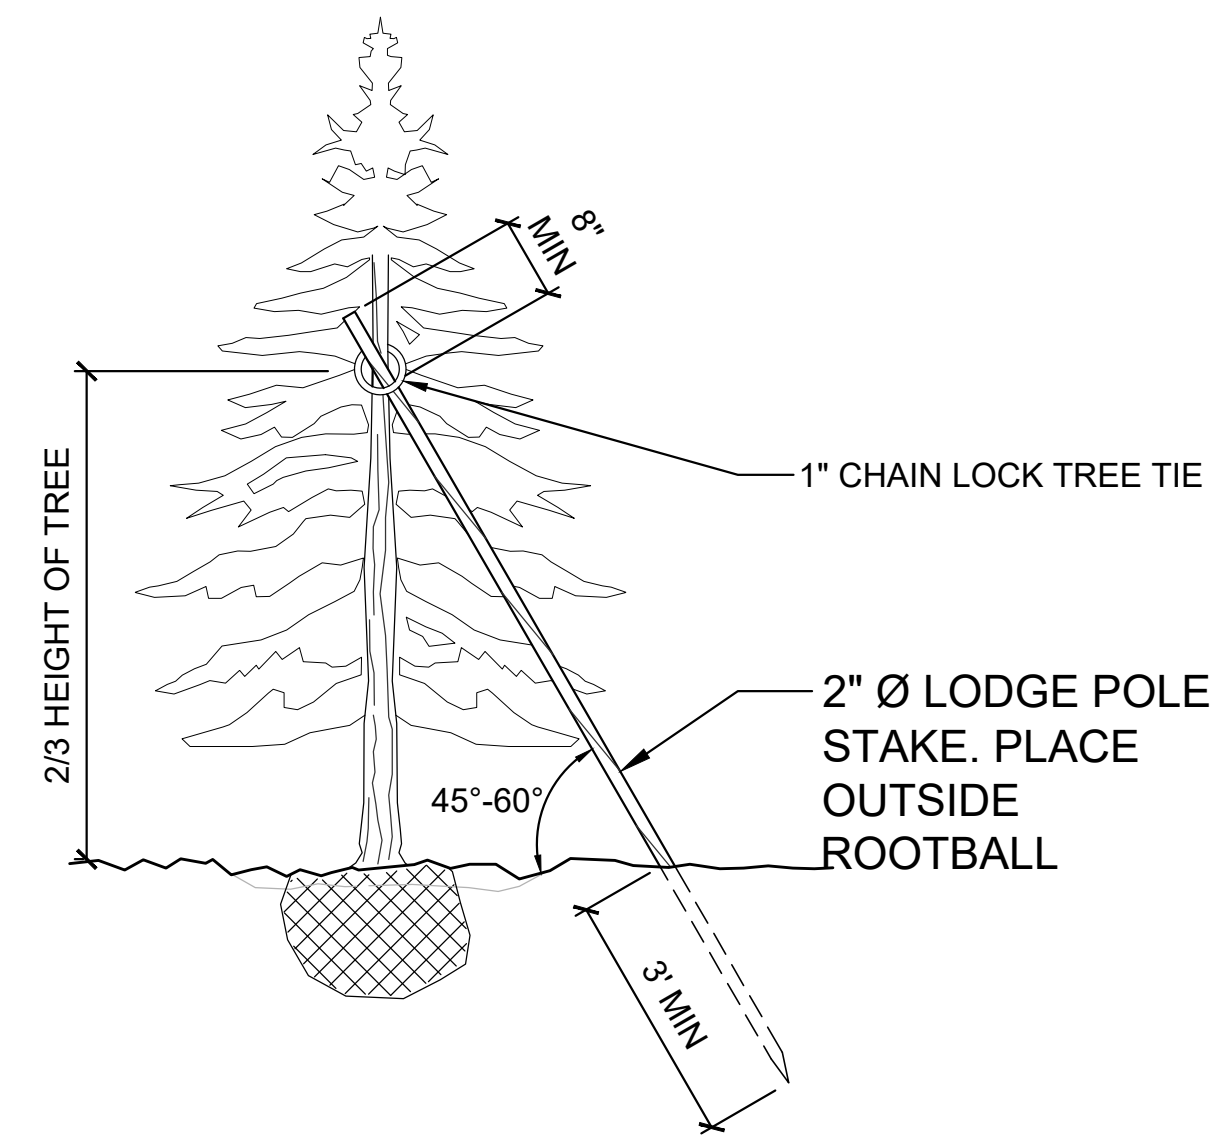 8"
MIN
1" CHAIN LOCK TREE TIE
2/3 HEIGHT OF TREE
2" Ø LODGE POLE
STAKE. PLACE
OUTSIDE
ROOTBALL
45°-60°
3' MIN